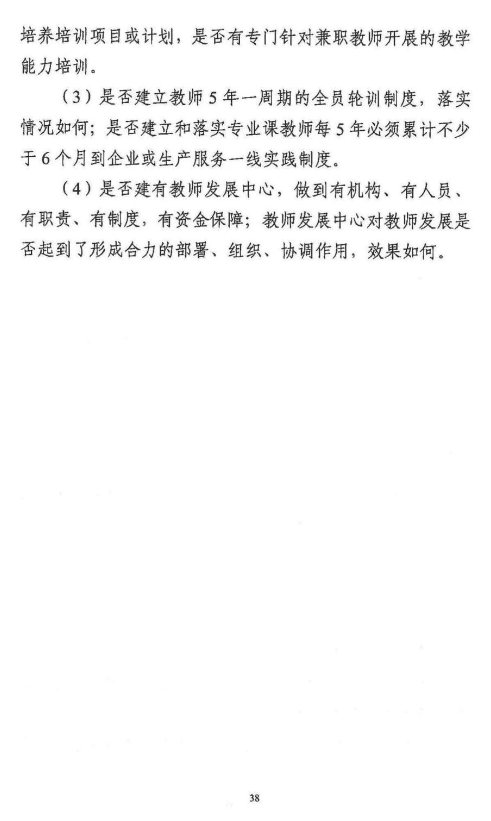 培养培训项目或计划，是否有专门针对兼职教师开展的教学
能力培训。
（3）是否建立教师 5 年一周期的全员轮训制度，落实
情况如何；是否建立和落实专业课教师每 5 年必须累计不少
于 6 个月到企业或生产服务一线实践制度。
（4）是否建有教师发展中心，做到有机构、有人员、
有职责、有制度，有资金保障；教师发展中心对教师发展是
否起到了形成合力的部署、组织、协调作用，效果如何。
38